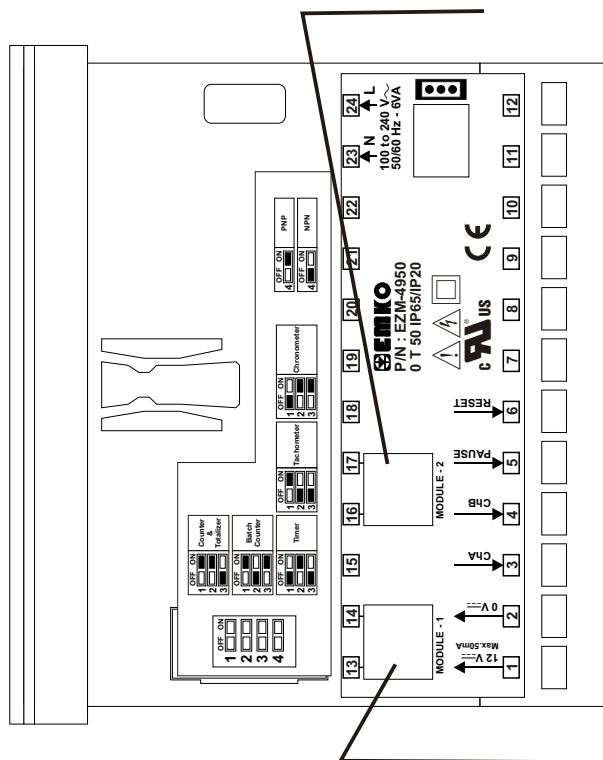 PNP
OFF ON
4
NPN
OFF ON
4
Chronometer
OFF ON
1
2
3
Tachometer
OFF ON
1
2
3
Counter
&
Totalizer
OFF ON
1
2
3
Batch
Counter
OFF ON
1
2
3
Timer
OFF ON
1
2
3
OFF ON
1
2
3
4
24
23
22
21
20
19
18
17
16
15
14
13
L
N
100 to 240 V
50/60 Hz - 6VA
EMKO
P/N : EZM-4950
0 T 50 IP65/IP20
CE
C UL US
®
MODULE - 2
MODULE - 1
RESET
PAUSE
ChB
ChA
0 V
12 V
Max.50mA
12
11
10
9
8
7
6
5
4
3
2
1